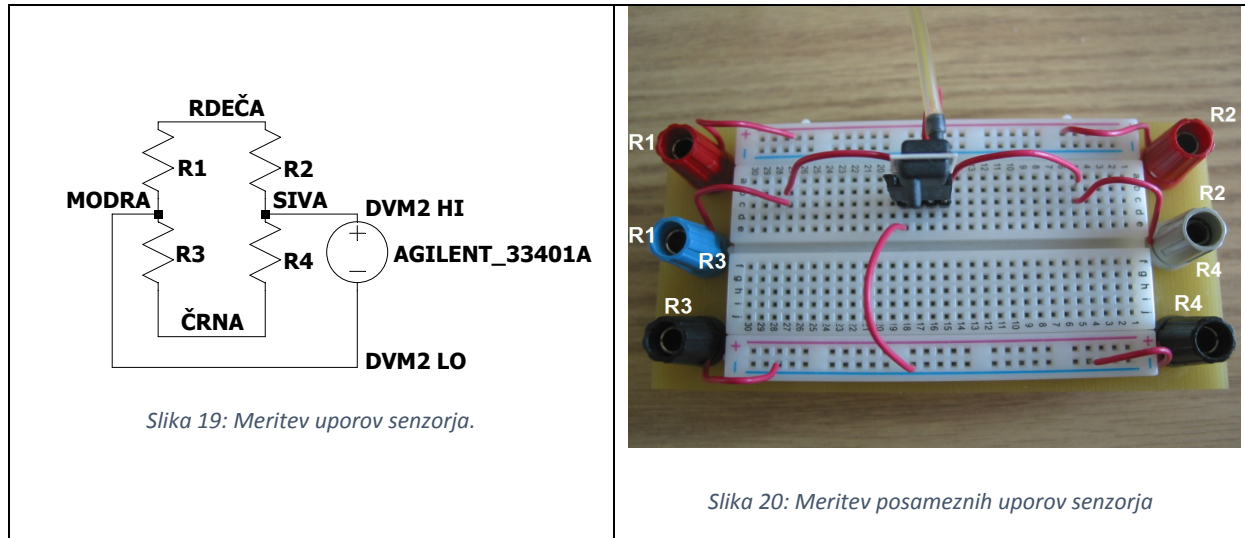 RDEČA
R1
R2
MODRA
SIVA
DVM2 HI
R3
R4
AGILENT_33401A
ČRNA
DVM2 LO
Slika 19: Meritev uporov senzorja.
R1
R2
R1
R3
R2
R4
R3
R4
Slika 20: Meritev posameznih uporov senzorja